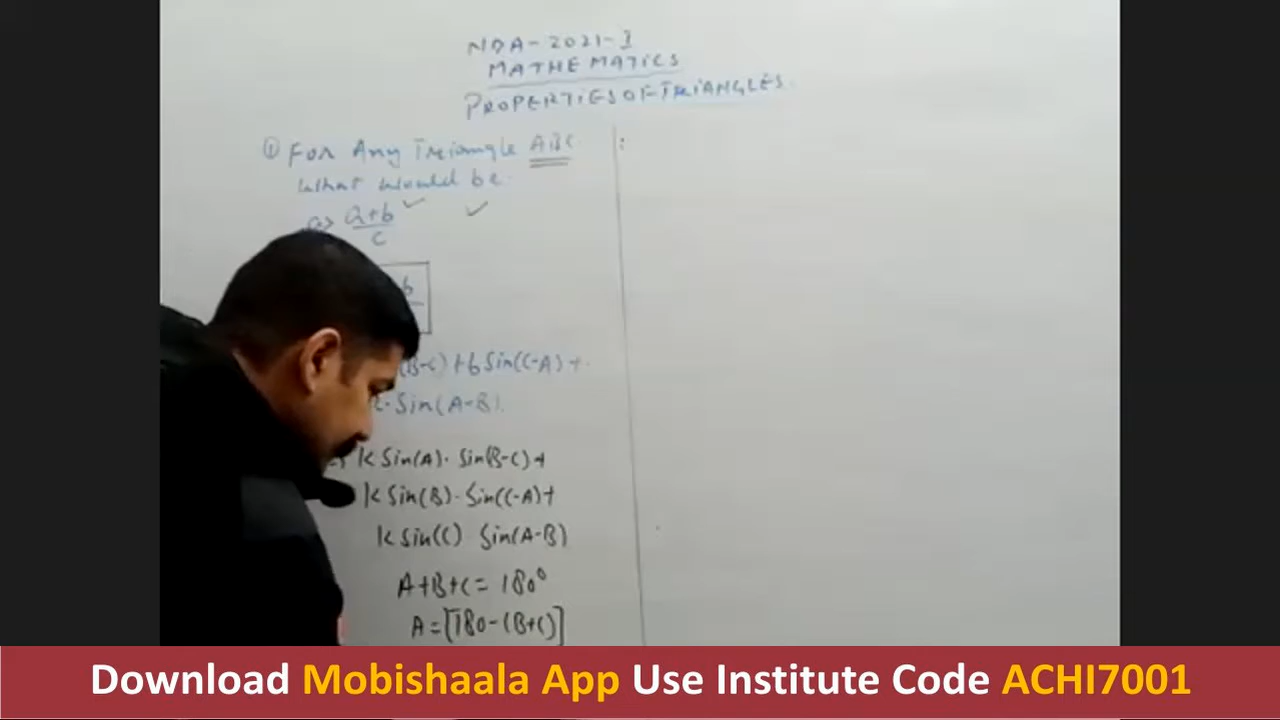 NDA-2021-I
MATHEMATICS
PROPERTIES OF TRIANGLES.
① For Any Triangle ABC
What would be
a+b ✓ ✓
c
b
(B-C)+b Sin(C-A)+
Sin(A-B).
K Sin(A). Sin(B-C)+
K Sin(B). Sin(C-A)+
K Sin(C) Sin(A-B)
A+B+C= 180°
A=[180-(B+C)]
Download Mobishaala App Use Institute Code ACHI7001